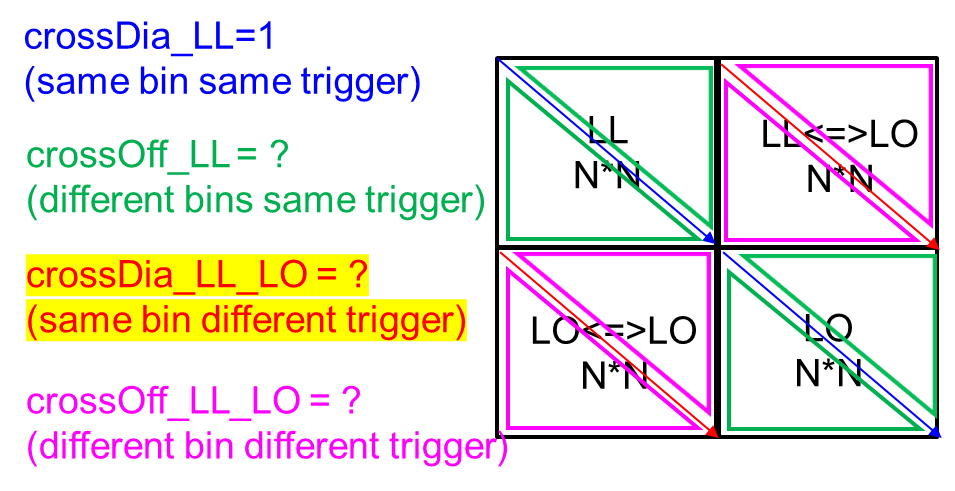 crossDia_LL=1
(same bin same trigger)
crossOff_LL = ?
(different bins same trigger)
crossDia_LL_LO = ?
(same bin different trigger)
crossOff_LL_LO = ?
(different bin different trigger)
LL
N*N
LL<=>LO
N*N
LO<=>LO
N*N
LO
N*N